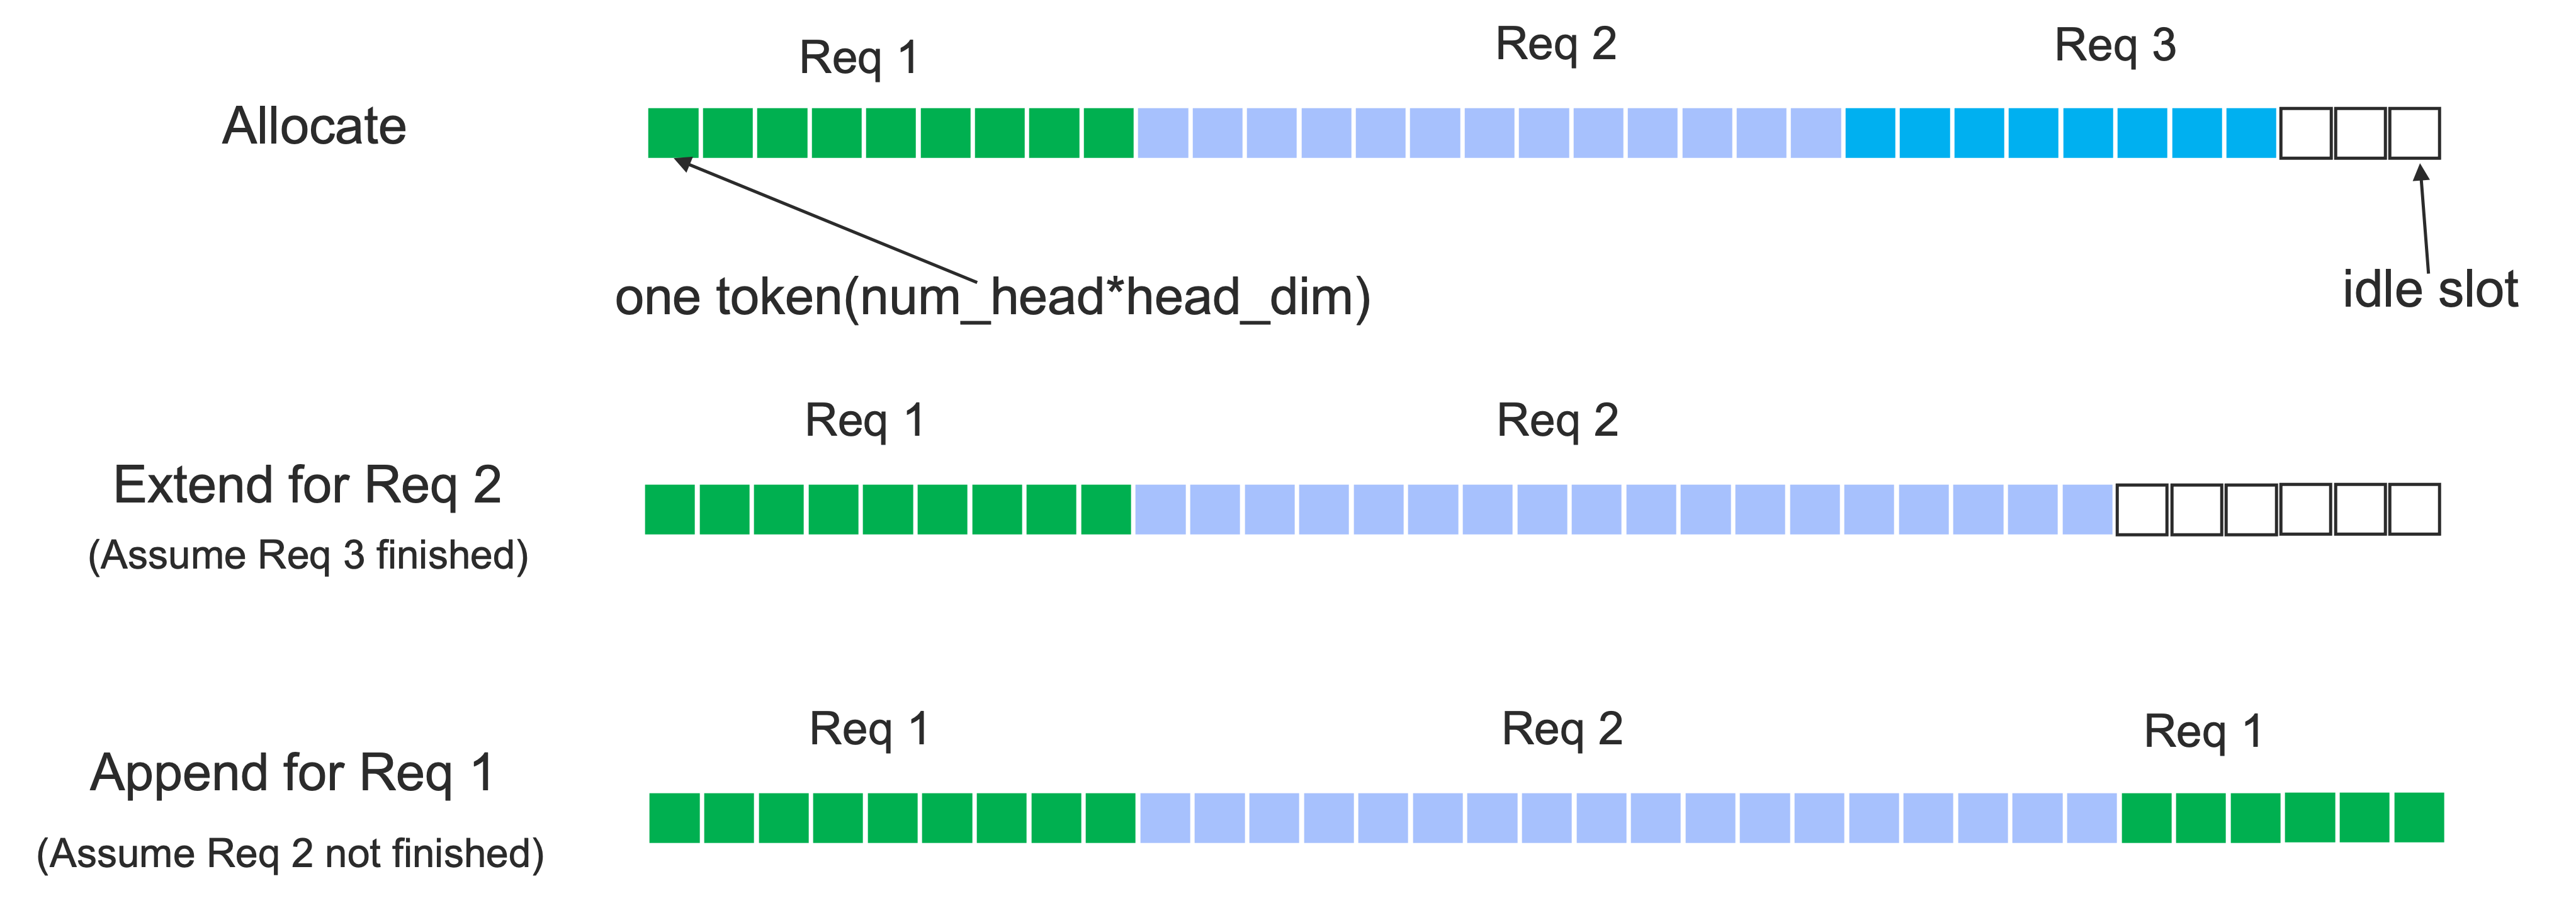 Req 1
Req 2
Req 3
Allocate
one token(num_head*head_dim)
idle slot
Req 1
Req 2
Extend for Req 2
(Assume Req 3 finished)
Req 1
Req 2
Req 1
Append for Req 1
(Assume Req 2 not finished)